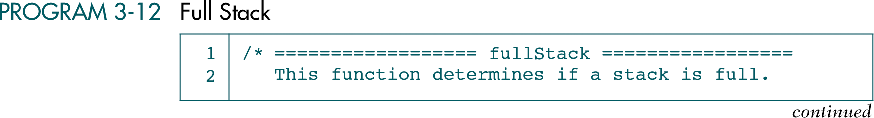 PROGRAM 3-12 Full Stack
1 /* ================== fullStack =================
2 This function determines if a stack is full.
continued